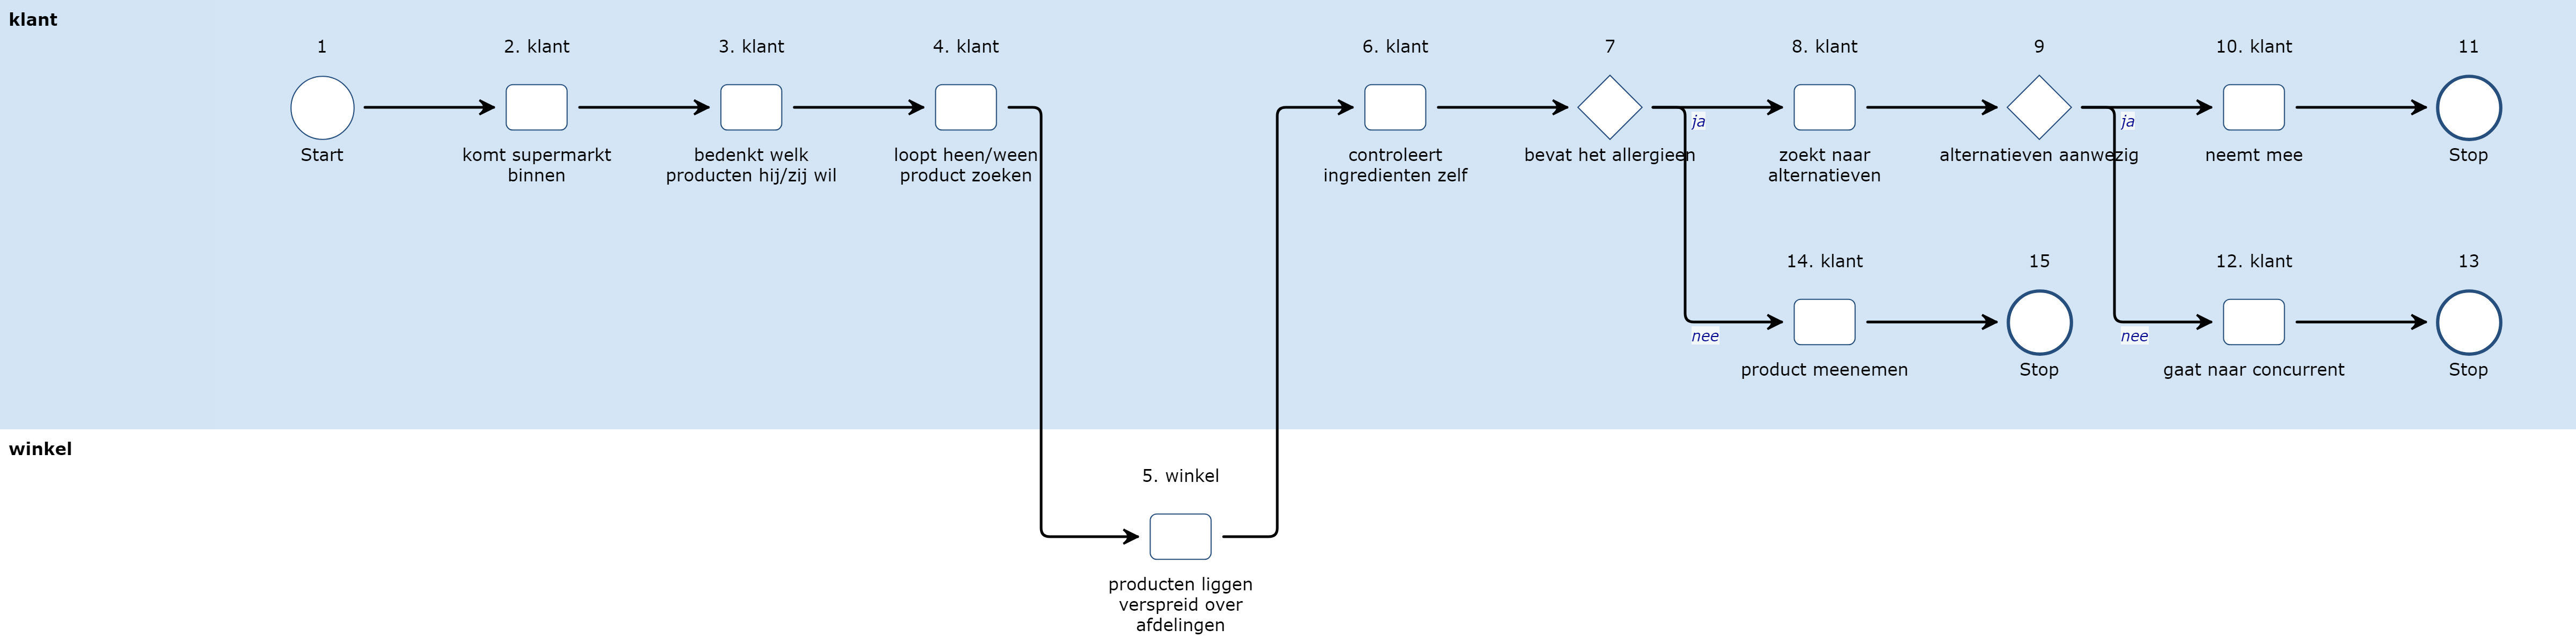 klant
1
Start
2. klant
komt supermarkt
binnen
3. klant
bedenkt welk
producten hij/zij wil
4. klant
loopt heen/ween
product zoeken
6. klant
controleert
ingredienten zelf
7
bevat het allergieen
ja
nee
8. klant
zoekt naar
alternatieven
9
alternatieven aanwezig
ja
nee
10. klant
neemt mee
11
Stop
14. klant
product meenemen
15
Stop
12. klant
gaat naar concurrent
13
Stop
winkel
5. winkel
producten liggen
verspreid over
afdelingen